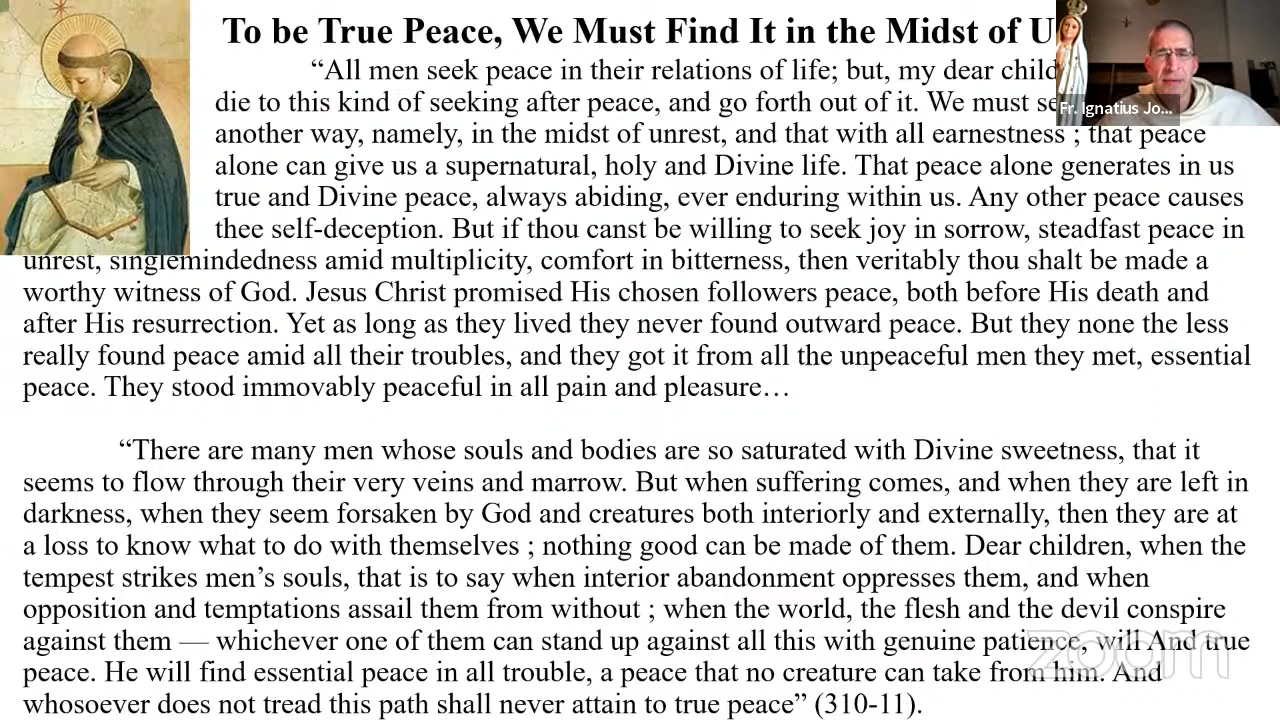 To be True Peace, We Must Find It in the Midst of U
“All men seek peace in their relations of life; but, my dear child
die to this kind of seeking after peace, and go forth out of it. We must se
another way, namely, in the midst of unrest, and that with all earnestness ; that peace
alone can give us a supernatural, holy and Divine life. That peace alone generates in us
true and Divine peace, always abiding, ever enduring within us. Any other peace causes
thee self-deception. But if thou canst be willing to seek joy in sorrow, steadfast peace in
unrest, singlemindedness amid multiplicity, comfort in bitterness, then veritably thou shalt be made a
worthy witness of God. Jesus Christ promised His chosen followers peace, both before His death and
after His resurrection. Yet as long as they lived they never found outward peace. But they none the less
really found peace amid all their troubles, and they got it from all the unpeaceful men they met, essential
peace. They stood immovably peaceful in all pain and pleasure…
“There are many men whose souls and bodies are so saturated with Divine sweetness, that it
seems to flow through their very veins and marrow. But when suffering comes, and when they are left in
darkness, when they seem forsaken by God and creatures both interiorly and externally, then they are at
a loss to know what to do with themselves ; nothing good can be made of them. Dear children, when the
tempest strikes men’s souls, that is to say when interior abandonment oppresses them, and when
opposition and temptations assail them from without ; when the world, the flesh and the devil conspire
against them — whichever one of them can stand up against all this with genuine patience, will And true
peace. He will find essential peace in all trouble, a peace that no creature can take from him. And
whosoever does not tread this path shall never attain to true peace” (310-11).
Fr. Ignatius Jo...
zoom